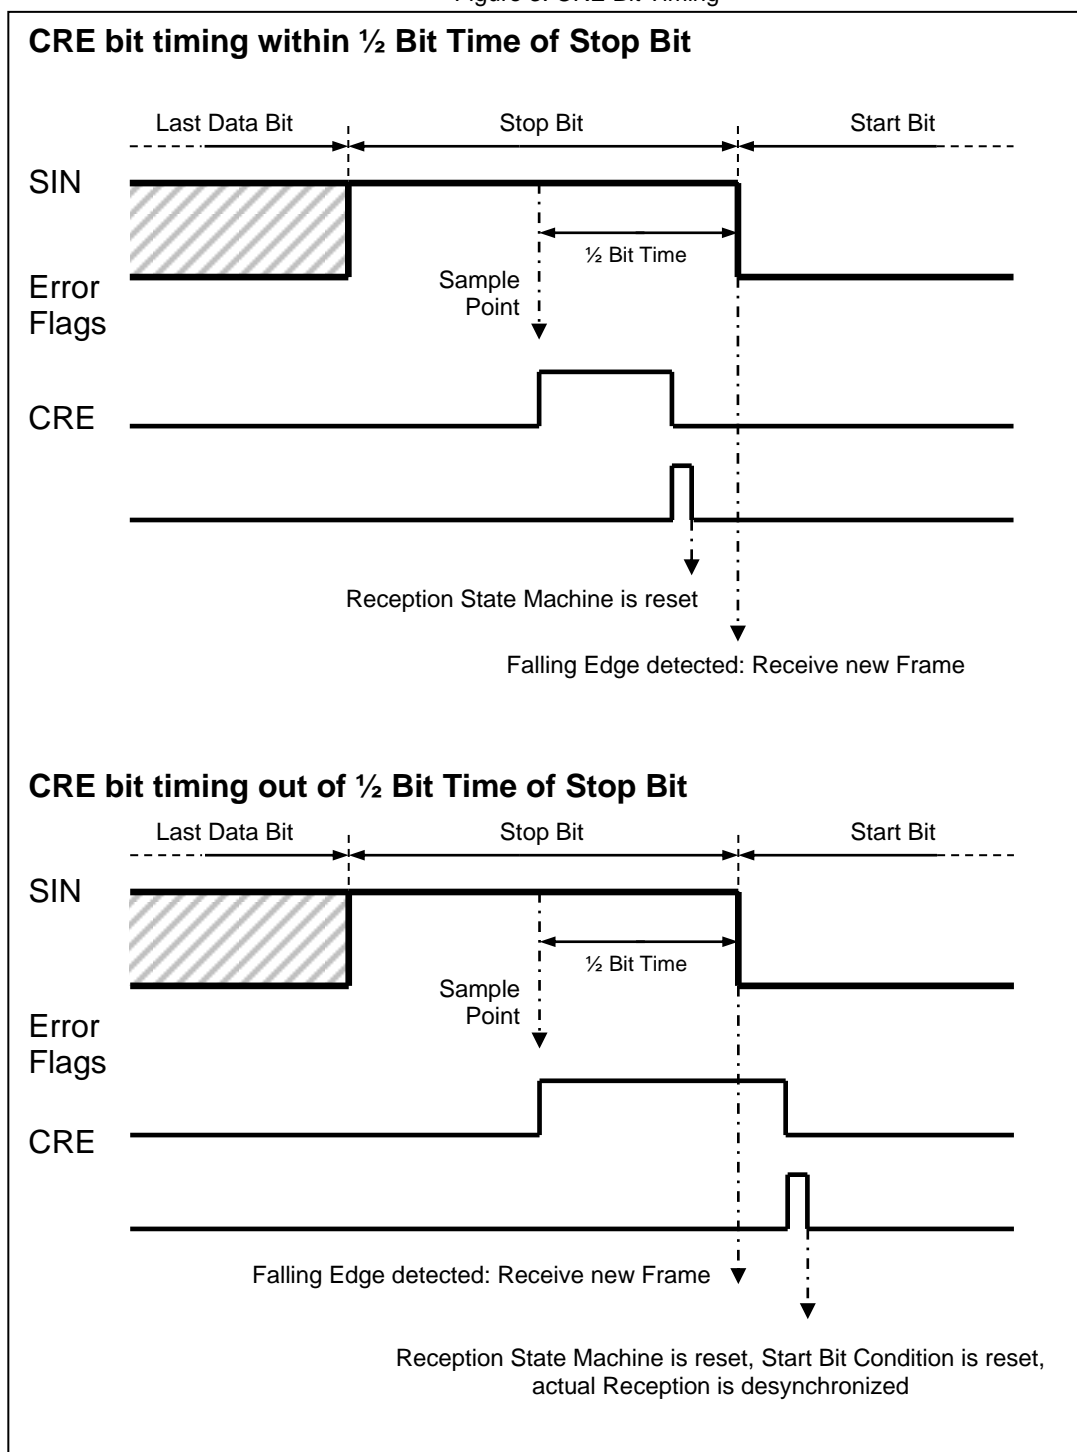 CRE bit timing within ½ Bit Time of Stop Bit
Last Data Bit Stop Bit Start Bit
SIN
½ Bit Time
Sample
Point
Error
Flags
CRE
Reception State Machine is reset
Falling Edge detected: Receive new Frame
CRE bit timing out of ½ Bit Time of Stop Bit
Last Data Bit Stop Bit Start Bit
SIN
½ Bit Time
Sample
Point
Error
Flags
CRE
Falling Edge detected: Receive new Frame
Reception State Machine is reset, Start Bit Condition is reset,
actual Reception is desynchronized